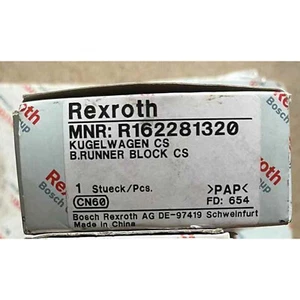 Rexroth
MNR: R162281320
KUGELWAGEN CS
B.RUNNER BLOCK CS
1 Stueck/Pcs.
>PAP<
CN60
FD: 654
Bosch Rexroth AG DE-97419 Schweinfurt
Made in China